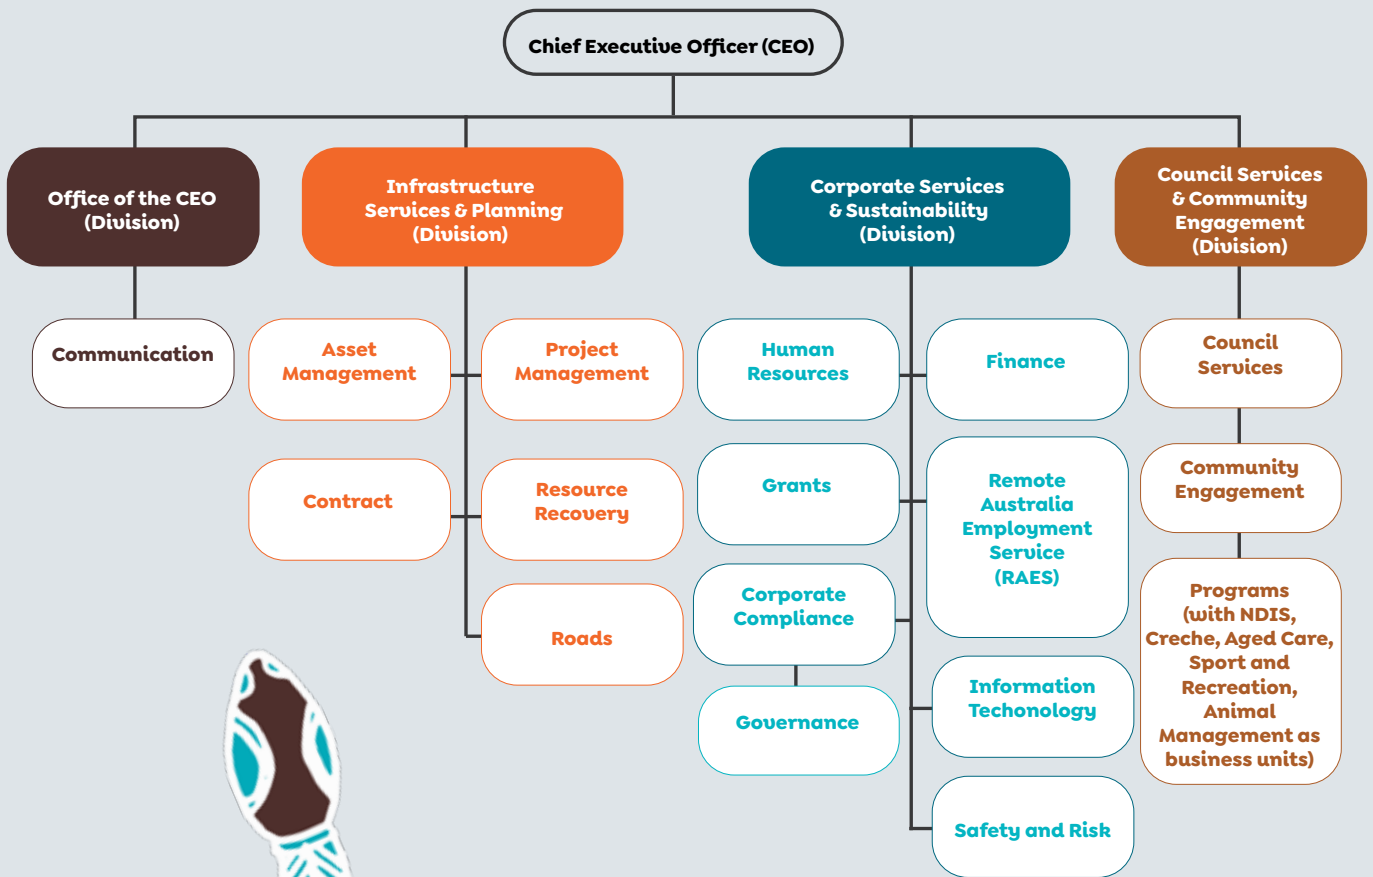 Chief Executive Officer (CEO)
Office of the CEO
(Division)
Infrastructure
Services & Planning
(Division)
Corporate Services
& Sustainability
(Division)
Council Services
& Community
Engagement
(Division)
Communication
Asset
Management
Project
Management
Contract
Resource
Recovery
Roads
Human
Resources
Finance
Grants
Remote
Australia
Employment
Service
(RAES)
Corporate
Compliance
Governance
Information
Techonology
Safety and Risk
Council
Services
Community
Engagement
Programs
(with NDIS,
Creche, Aged Care,
Sport and
Recreation,
Animal
Management as
business units)